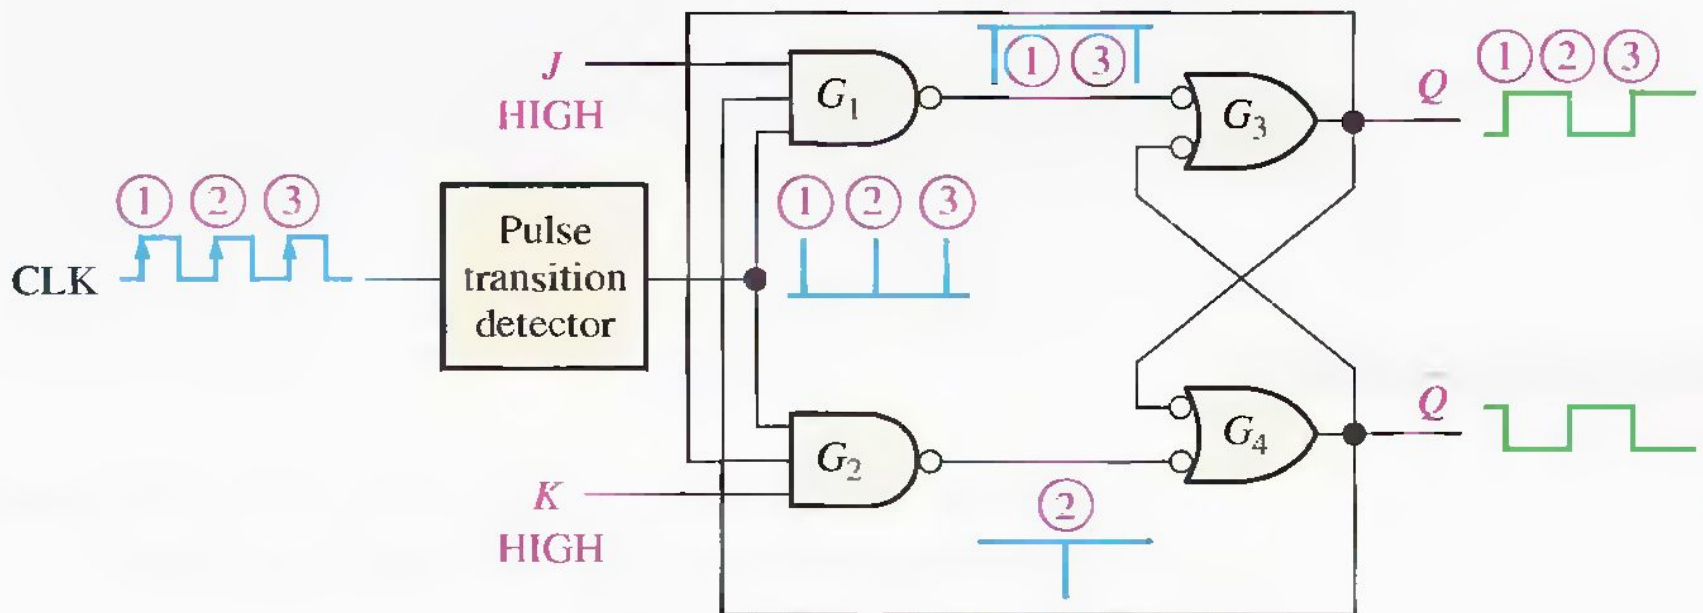 J
HIGH
G1
① ③
G3
Q
① ② ③
① ② ③
CLK
Pulse
transition
detector
① ② ③
K
HIGH
G2
②
G4
Q